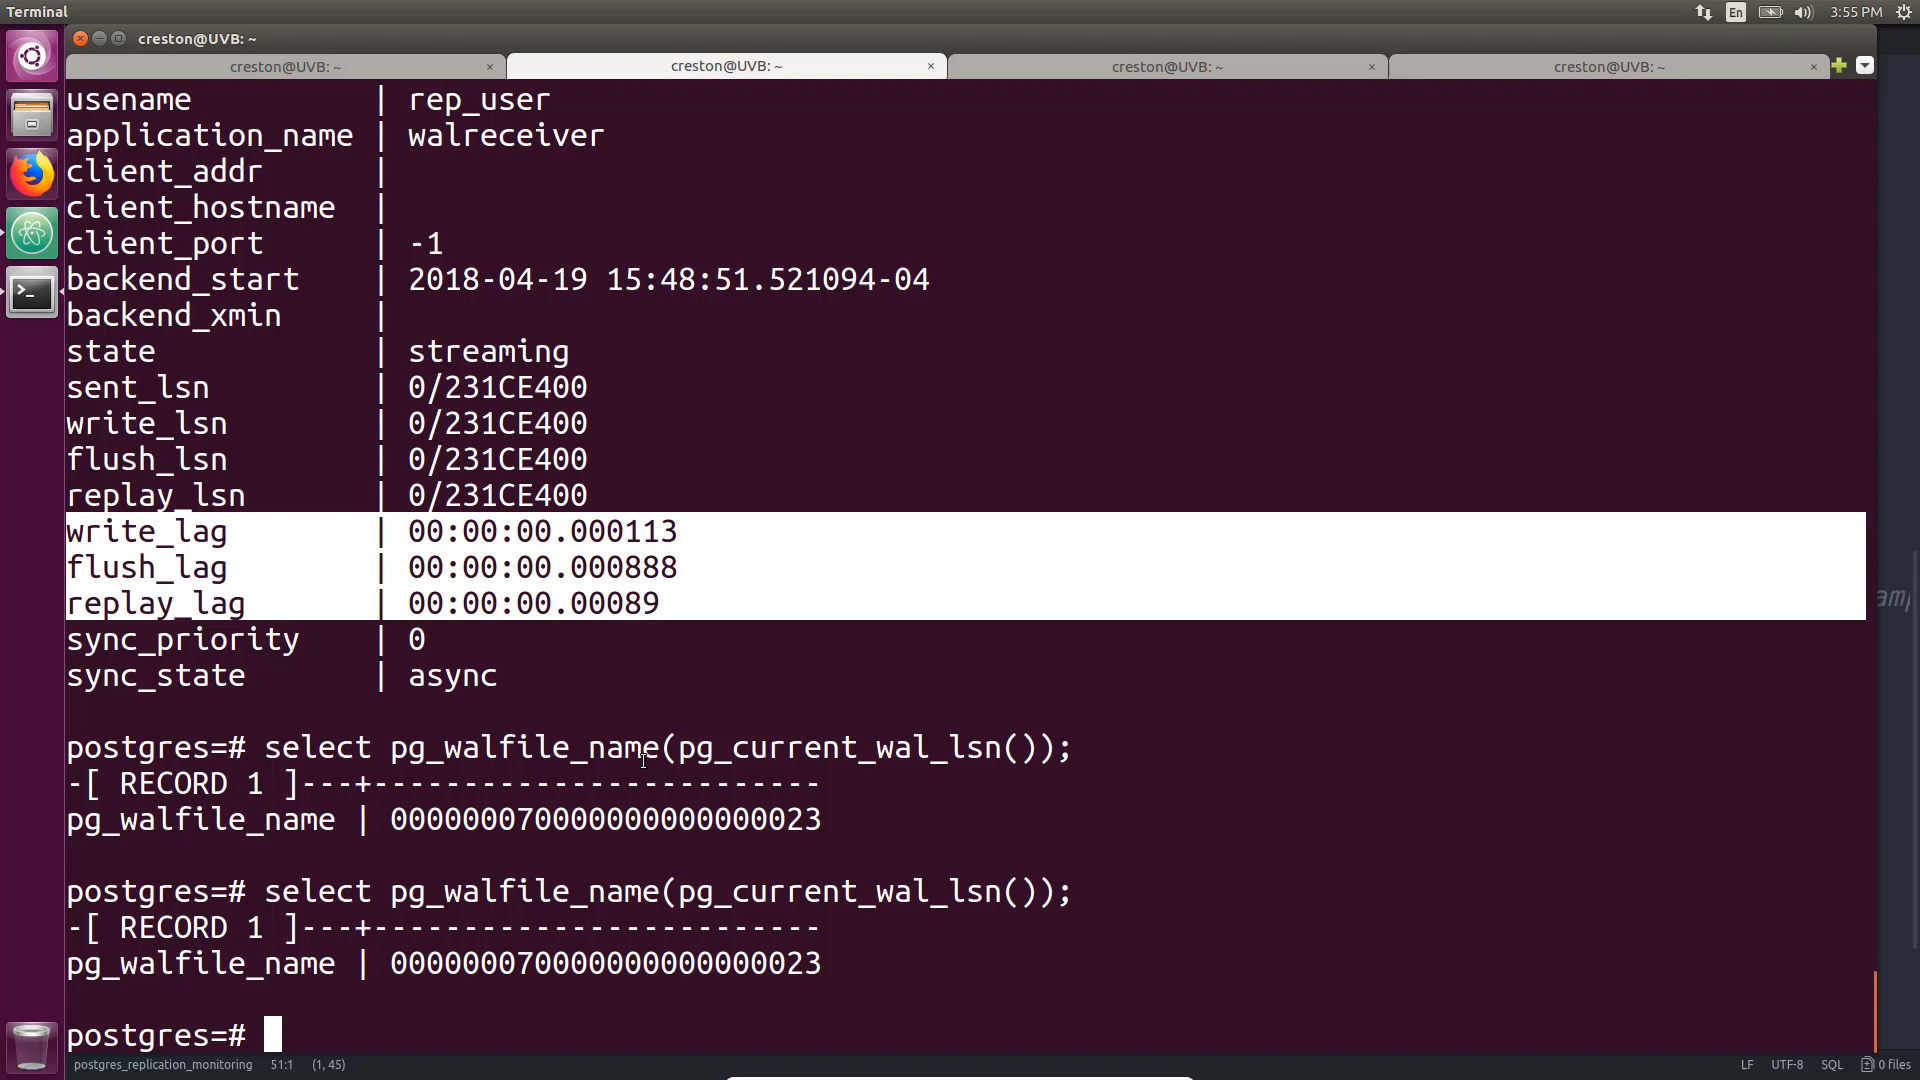 Terminal
En
3:55 PM
creston@UVB: ~
creston@UVB: ~ ×
creston@UVB: ~ ×
creston@UVB: ~ ×
creston@UVB: ~ ×
usename | rep_user
application_name | walreceiver
client_addr |
client_hostname |
client_port | -1
backend_start | 2018-04-19 15:48:51.521094-04
backend_xmin |
state | streaming
sent_lsn | 0/231CE400
write_lsn | 0/231CE400
flush_lsn | 0/231CE400
replay_lsn | 0/231CE400
write_lag | 00:00:00.000113
flush_lag | 00:00:00.000888
replay_lag | 00:00:00.00089
sync_priority | 0
sync_state | async
postgres=# select pg_walfile_name(pg_current_wal_lsn());
-[ RECORD 1 ]---+-------------------------
pg_walfile_name | 000000070000000000000023
postgres=# select pg_walfile_name(pg_current_wal_lsn());
-[ RECORD 1 ]---+-------------------------
pg_walfile_name | 000000070000000000000023
postgres=#
postgres_replication_monitoring 51:1 (1, 45) LF UTF-8 SQL 0 files